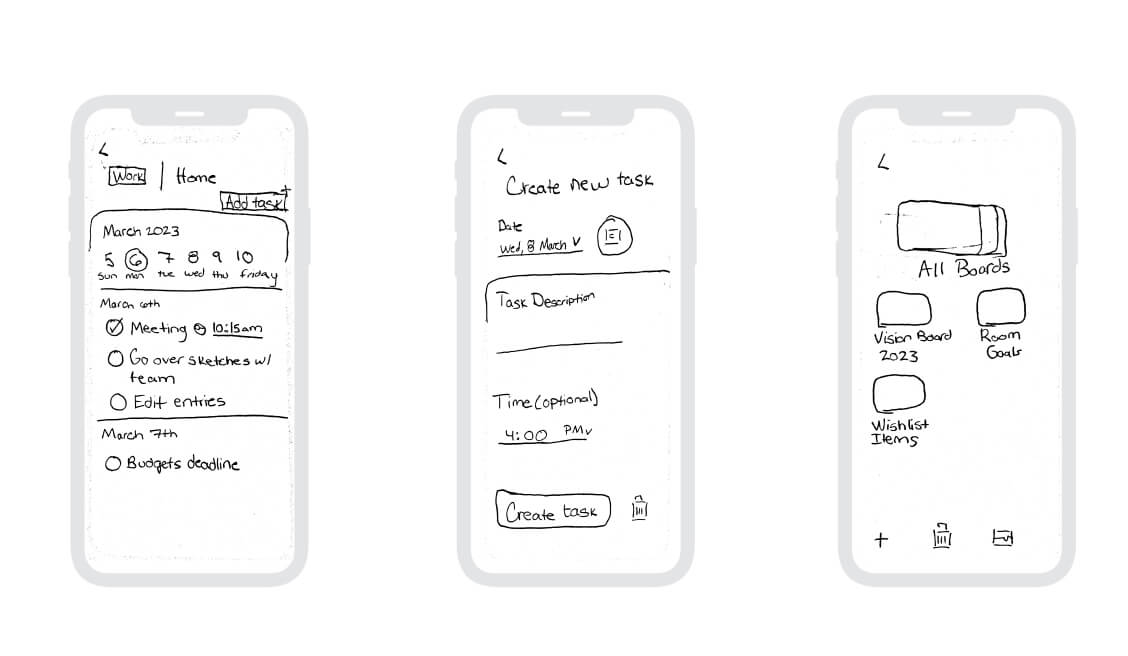 <
Work | Home
Add task +
March 2023
5 6 7 8 9 10
Sun mon tue wed thu friday
March 6th
Meeting @ 10:15am
Go over sketches w/
team
Edit entries
March 7th
Budgets deadline
<
Create new task
Date
Wed, 8 March v
Task Description
Time (optional)
4:00 PM v
Create task
<
All Boards
Vision Board
2023
Room
Goals
Wishlist
Items
+